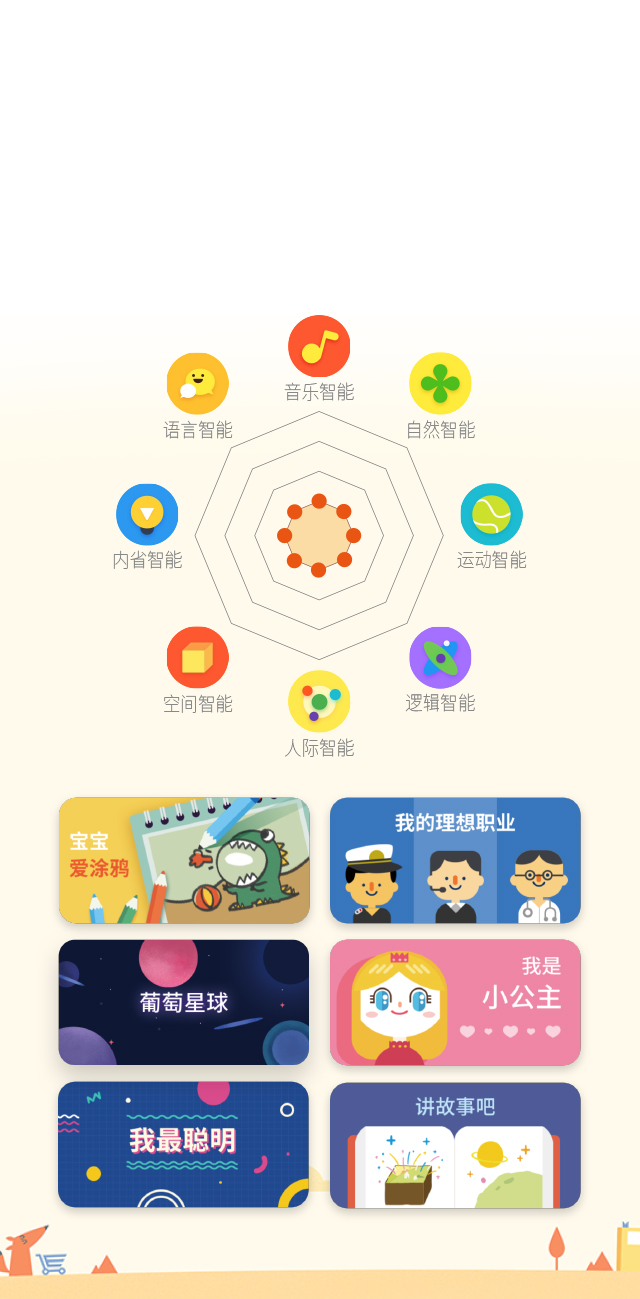 音乐智能
语言智能
自然智能
内省智能
运动智能
空间智能
逻辑智能
人际智能
宝宝
爱涂鸦
我的理想职业
葡萄星球
我是
小公主
我最聪明
讲故事吧